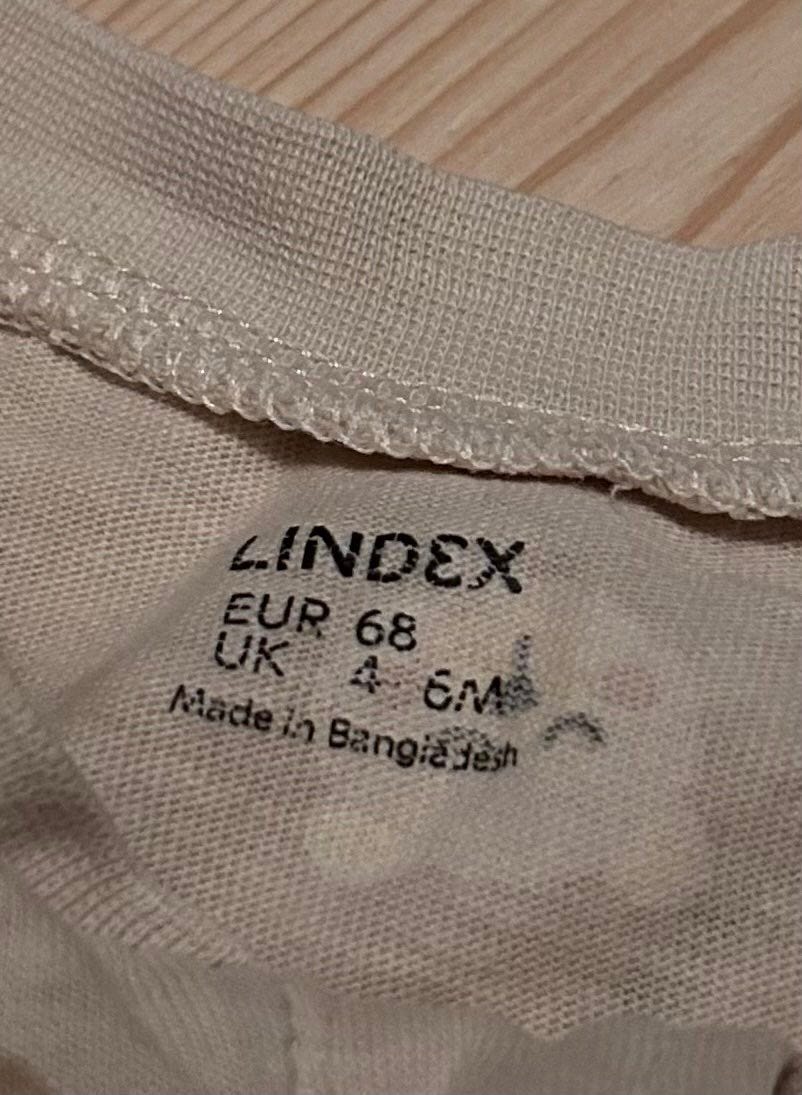 LINDEX
EUR 68
UK 4-6M
Made in Bangladesh